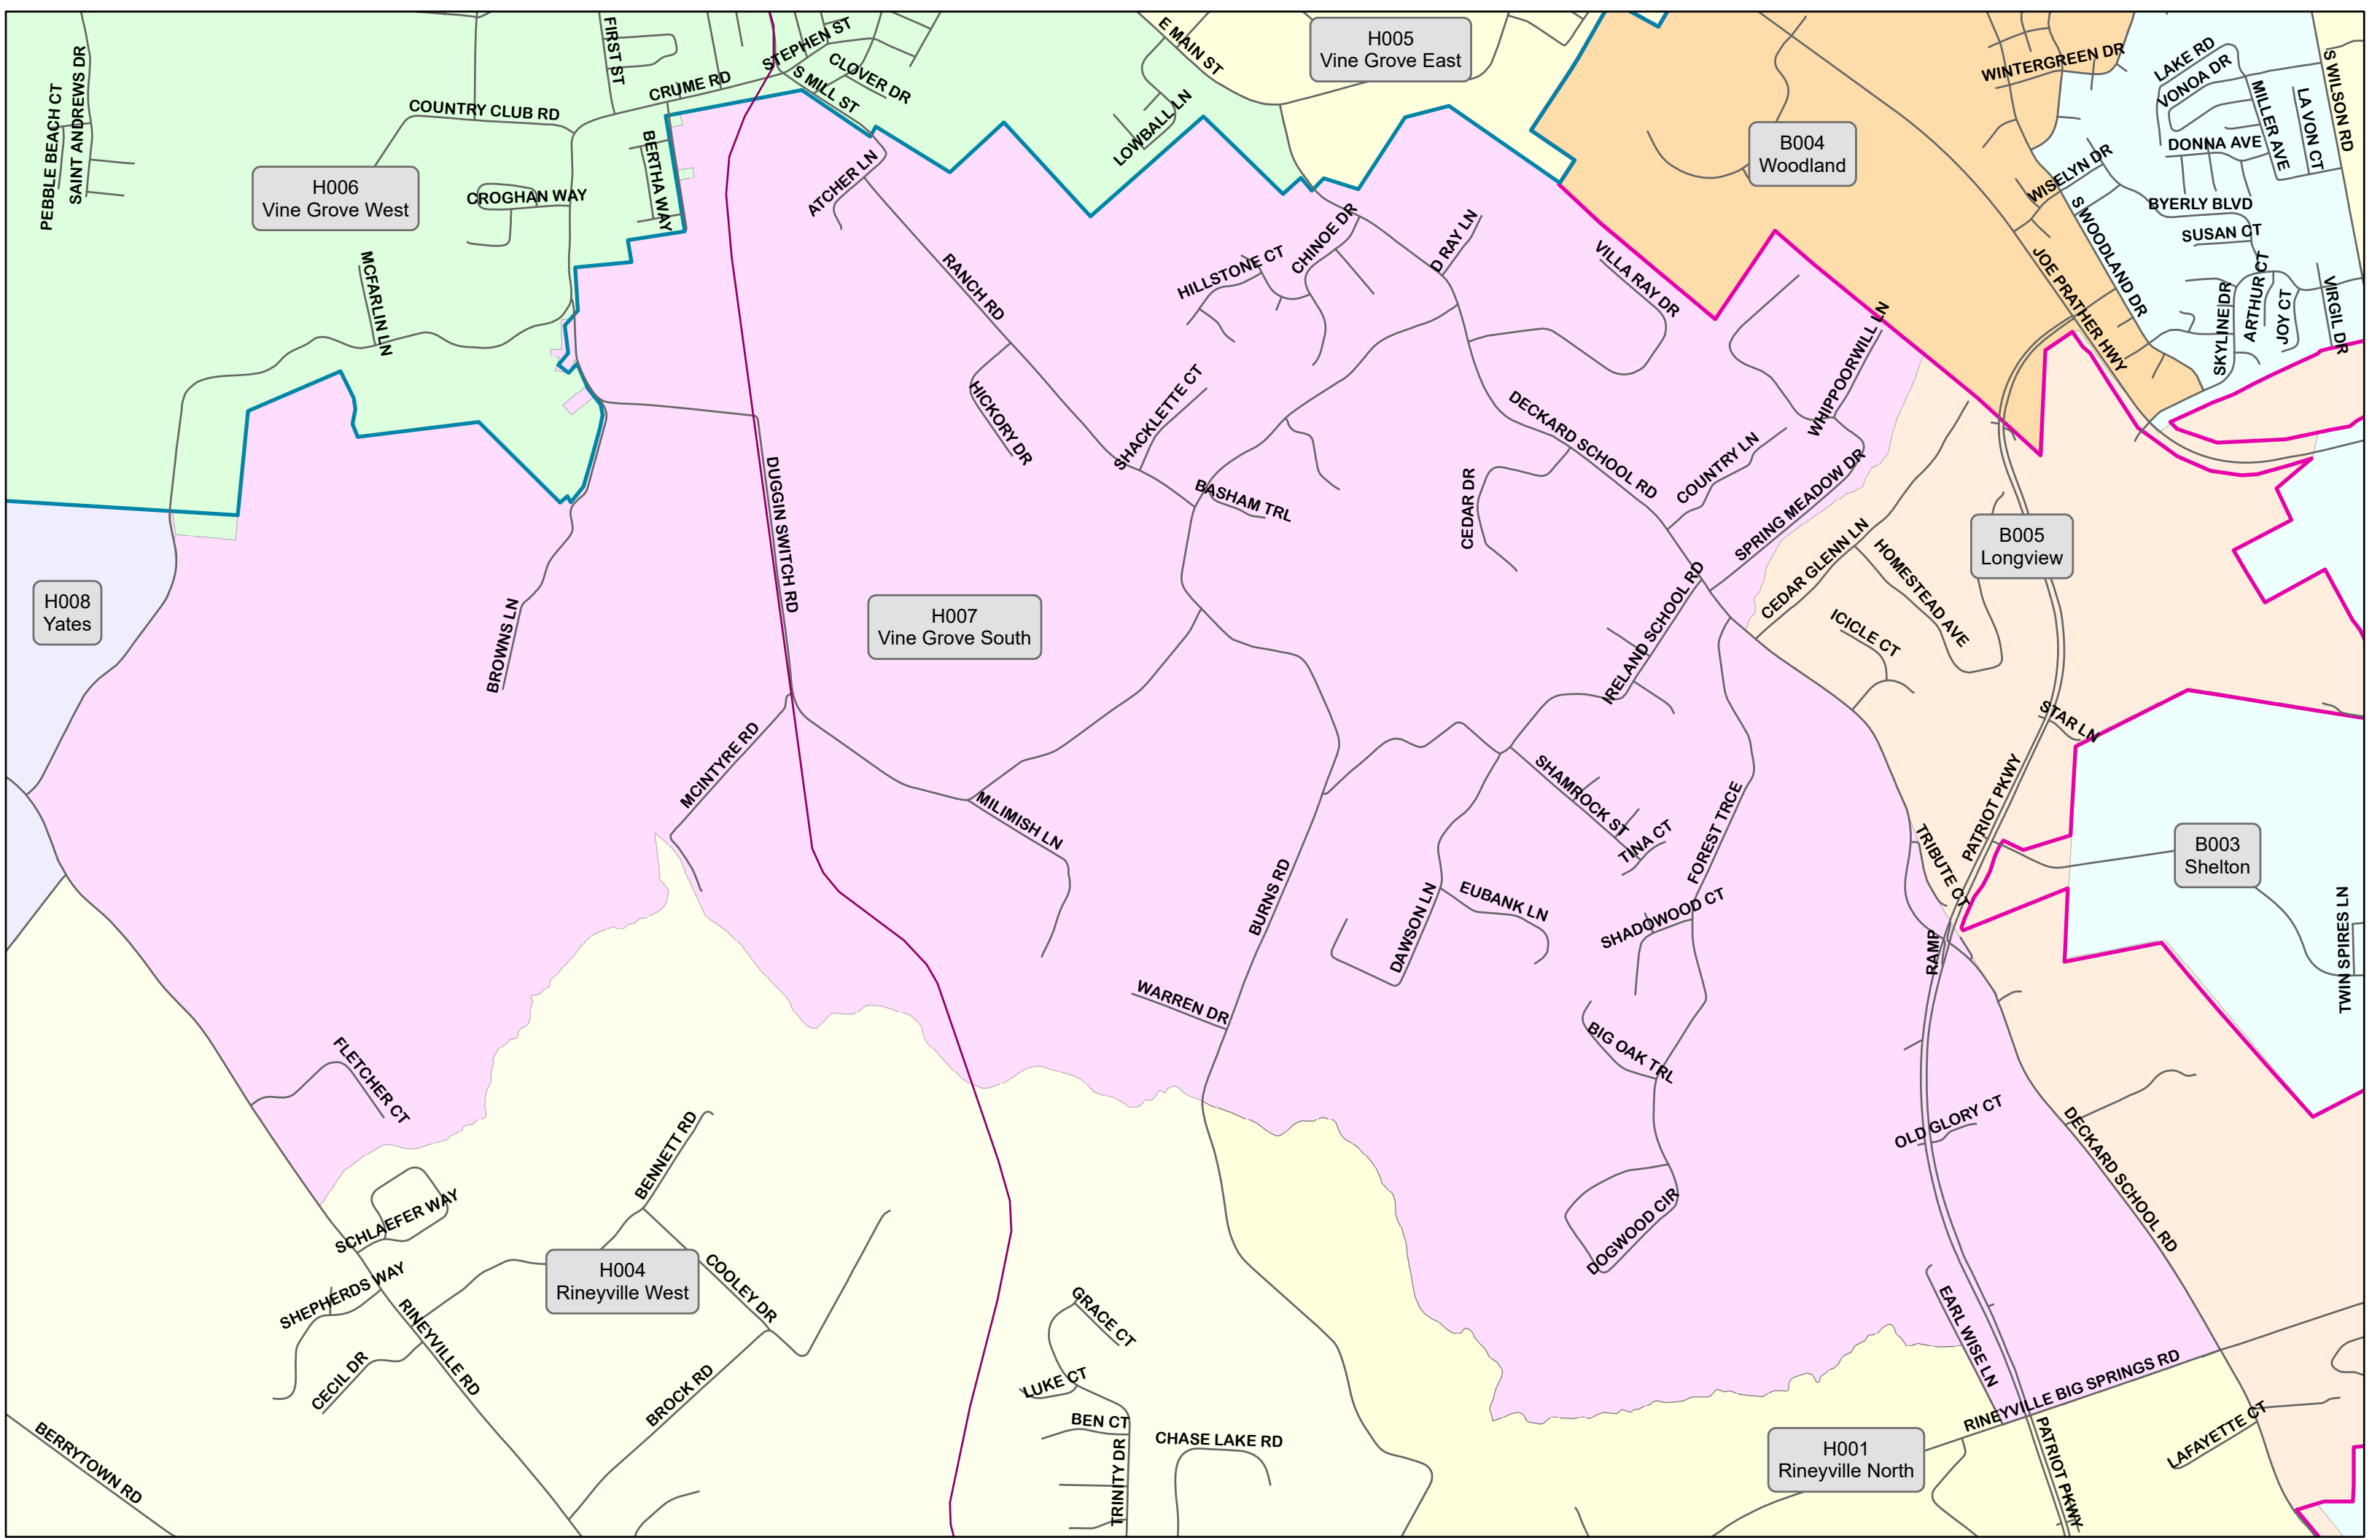 H005
Vine Grove East
B004
Woodland
H006
Vine Grove West
H008
Yates
H007
Vine Grove South
B005
Longview
B003
Shelton
H004
Rineyville West
H001
Rineyville North
PEBBLE BEACH CT
SAINT ANDREWS DR
COUNTRY CLUB RD
FIRST ST
CRUME RD
STEPHEN ST
S MILL ST
CLOVER DR
E MAIN ST
LOWBALL LN
BERTHA WAY
CROGHAN WAY
MCFARLIN LN
ATCHER LN
RANCH RD
HICKORY DR
SHACKLETTE CT
BASHAM TRL
HILLSTONE CT
CHINOE DR
D RAY LN
VILLA RAY DR
WHIPPOORWILL LN
DECKARD SCHOOL RD
COUNTRY LN
SPRING MEADOW DR
CEDAR DR
IRELAND SCHOOL RD
CEDAR GLENN LN
HOMESTEAD AVE
ICICLE CT
STAR LN
WINTERGREEN DR
LAKE RD
VONOA DR
MILLER AVE
LA VON CT
S WILSON RD
DONNA AVE
WISELYN DR
BYERLY BLVD
SUSAN CT
S WOODLAND DR
JOE PRATHER HWY
SKYLINE DR
ARTHUR CT
JOY CT
VIRGIL DR
DUGGIN SWITCH RD
BROWNS LN
MCINTYRE RD
MILIMISH LN
BURNS RD
WARREN DR
DAWSON LN
EUBANK LN
SHAMROCK ST
TINA CT
FOREST TRCE
SHADOWOOD CT
BIG OAK TRL
DOGWOOD CIR
PATRIOT PKWY
TRIBUTE CT
RAMP
TWIN SPIRES LN
OLD GLORY CT
DECKARD SCHOOL RD
EARL WISE LN
RINEYVILLE BIG SPRINGS RD
PATRIOT PKWY
LAFAYETTE CT
FLETCHER CT
SCHLAEFER WAY
SHEPHERDS WAY
RINEYVILLE RD
CECIL DR
BENNETT RD
COOLEY DR
BROCK RD
BERRYTOWN RD
GRACE CT
LUKE CT
BEN CT
TRINITY DR
CHASE LAKE RD